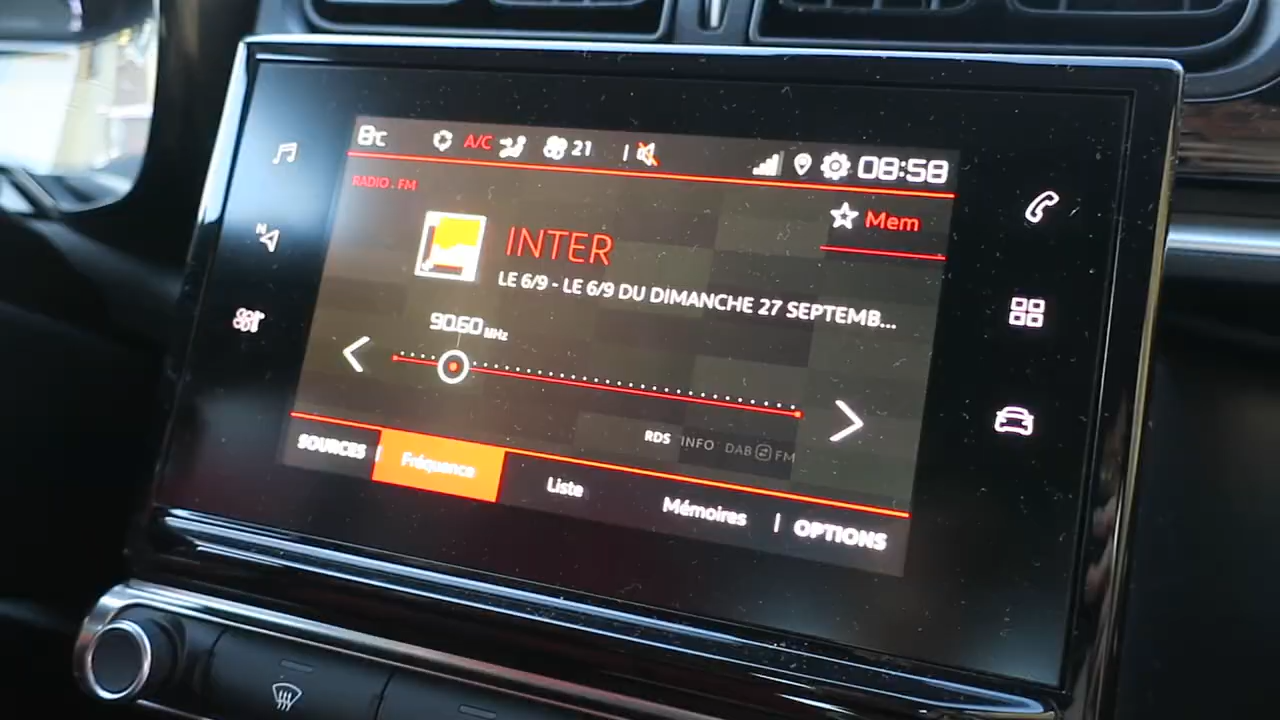 8°C A/C 21 08:58
RADIO . FM
Mem
INTER
LE 6/9 - LE 6/9 DU DIMANCHE 27 SEPTEMB...
90.60 MHz
N
RDS INFO DAB FM
SOURCES Fréquence Liste Mémoires OPTIONS